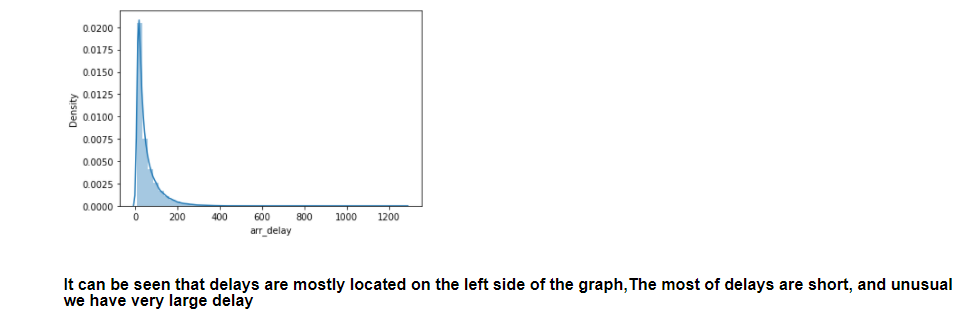 0.0200
0.0175
0.0150
0.0125
0.0100
0.0075
0.0050
0.0025
0.0000
Density
0 200 400 600 800 1000 1200
arr_delay
It can be seen that delays are mostly located on the left side of the graph,The most of delays are short, and unusual
we have very large delay